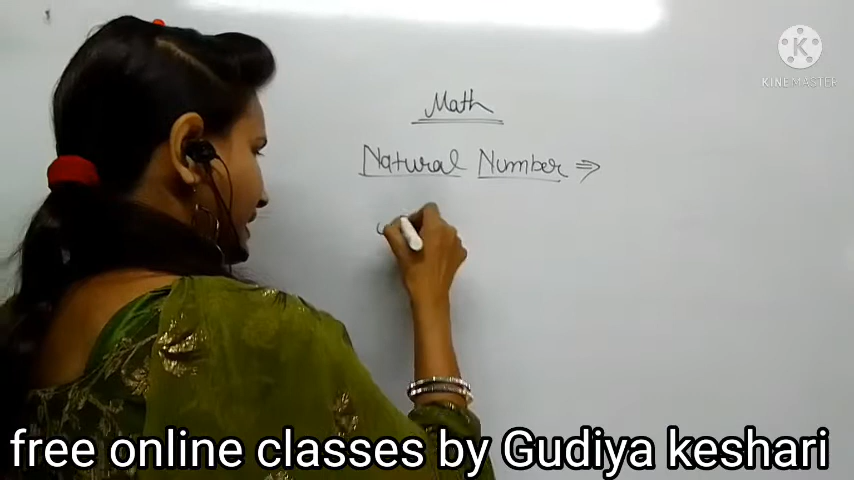 KINEMASTER
Math
Natural Number ⇒
free online classes by Gudiya keshari